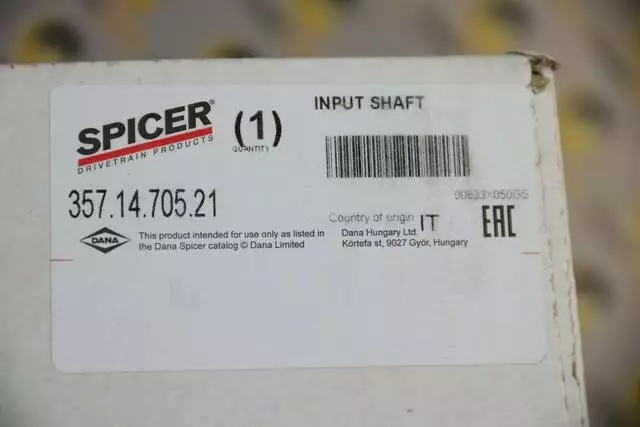 SPICER®
DRIVETRAIN PRODUCTS
(1)
QUANTITY
INPUT SHAFT
357.14.705.21
Country of origin IT
EAC
DANA
This product intended for use only as listed in
the Dana Spicer catalog © Dana Limited
Dana Hungary Ltd.
Körtefa st, 9027 Győr, Hungary